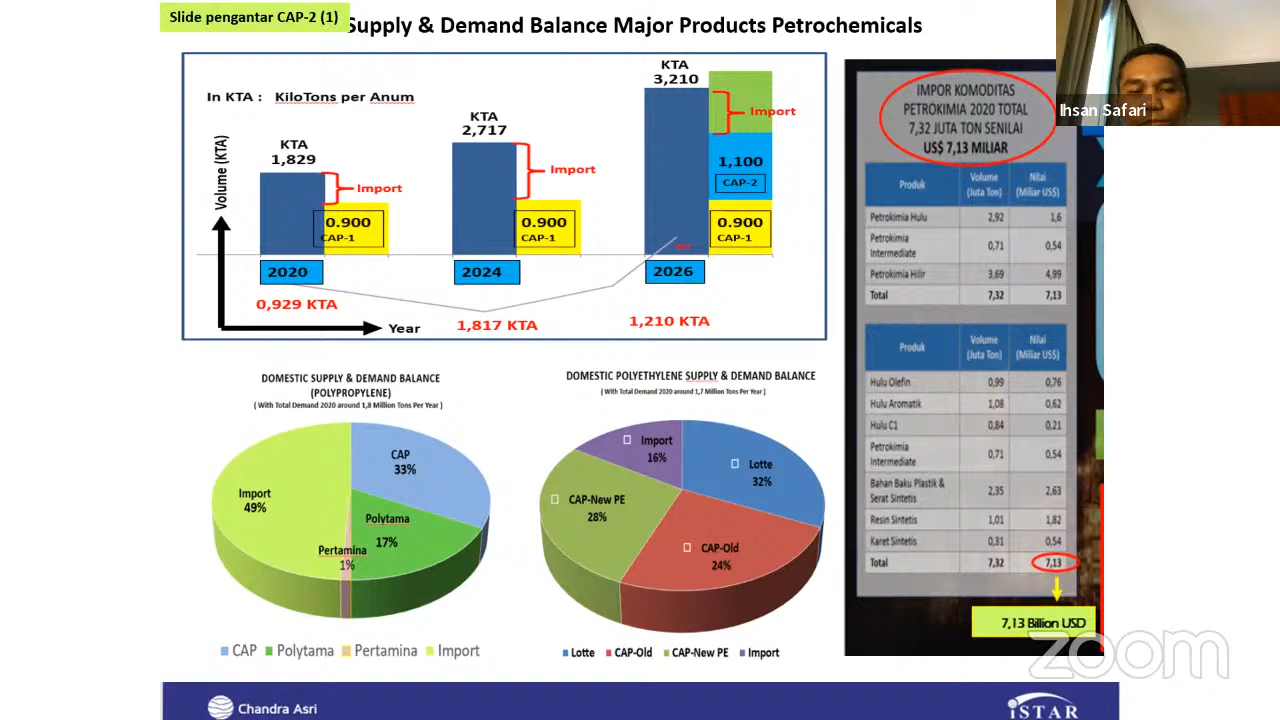 Slide pengantar CAP-2 (1)
Supply & Demand Balance Major Products Petrochemicals
In KTA : KiloTons per Anum
Volume (KTA)
KTA
1,829
Import
0.900
CAP-1
2020
0,929 KTA
KTA
2,717
Import
0.900
CAP-1
2024
1,817 KTA
KTA
3,210
Import
1,100
CAP-2
0.900
CAP-1
2026
1,210 KTA
Year
DOMESTIC SUPPLY & DEMAND BALANCE
(POLYPROPYLENE)
( With Total Demand 2020 around 1,8 Million Tons Per Year )
CAP
33%
Polytama
17%
Pertamina
1%
Import
49%
CAP Polytama Pertamina Import
DOMESTIC POLYETHYLENE SUPPLY & DEMAND BALANCE
( With Total Demand 2020 around 1,7 Million Tons Per Year )
Lotte
32%
CAP-Old
24%
CAP-New PE
28%
Import
16%
Lotte CAP-Old CAP-New PE Import
Ihsan Safari
IMPOR KOMODITAS
PETROKIMIA 2020 TOTAL
7,32 JUTA TON SENILAI
US$ 7,13 MILIAR
Produk Volume (Juta Ton) Nilai (Miliar US$)
Petrokimia Hulu 2,92 1,6
Petrokimia Intermediate 0,71 0,54
Petrokimia Hilir 3,69 4,99
Total 7,32 7,13
Produk Volume (Juta Ton) Nilai (Miliar US$)
Hulu Olefin 0,99 0,76
Hulu Aromatik 1,08 0,62
Hulu C1 0,84 0,21
Petrokimia Intermediate 0,71 0,54
Bahan Baku Plastik & Serat Sintetis 2,35 2,63
Resin Sintetis 1,01 1,82
Karet Sintetis 0,31 0,54
Total 7,32 7,13
7,13 Billion USD
zoom
Chandra Asri
iSTAR